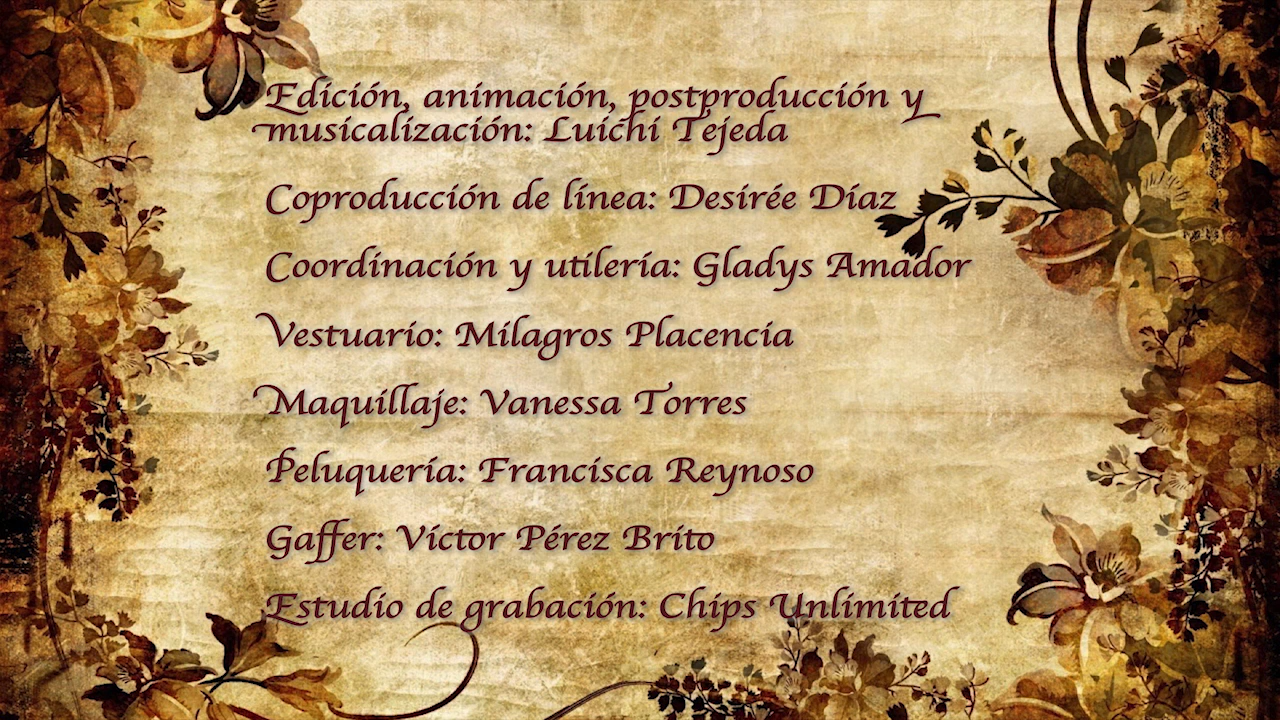 Edición, animación, postproducción y
musicalización: Luichi Tejeda
Coproducción de línea: Desirée Díaz
Coordinación y utilería: Gladys Amador
Vestuario: Milagros Placencia
Maquillaje: Vanessa Torres
Peluquería: Francisca Reynoso
Gaffer: Víctor Pérez Brito
Estudio de grabación: Chips Unlimited